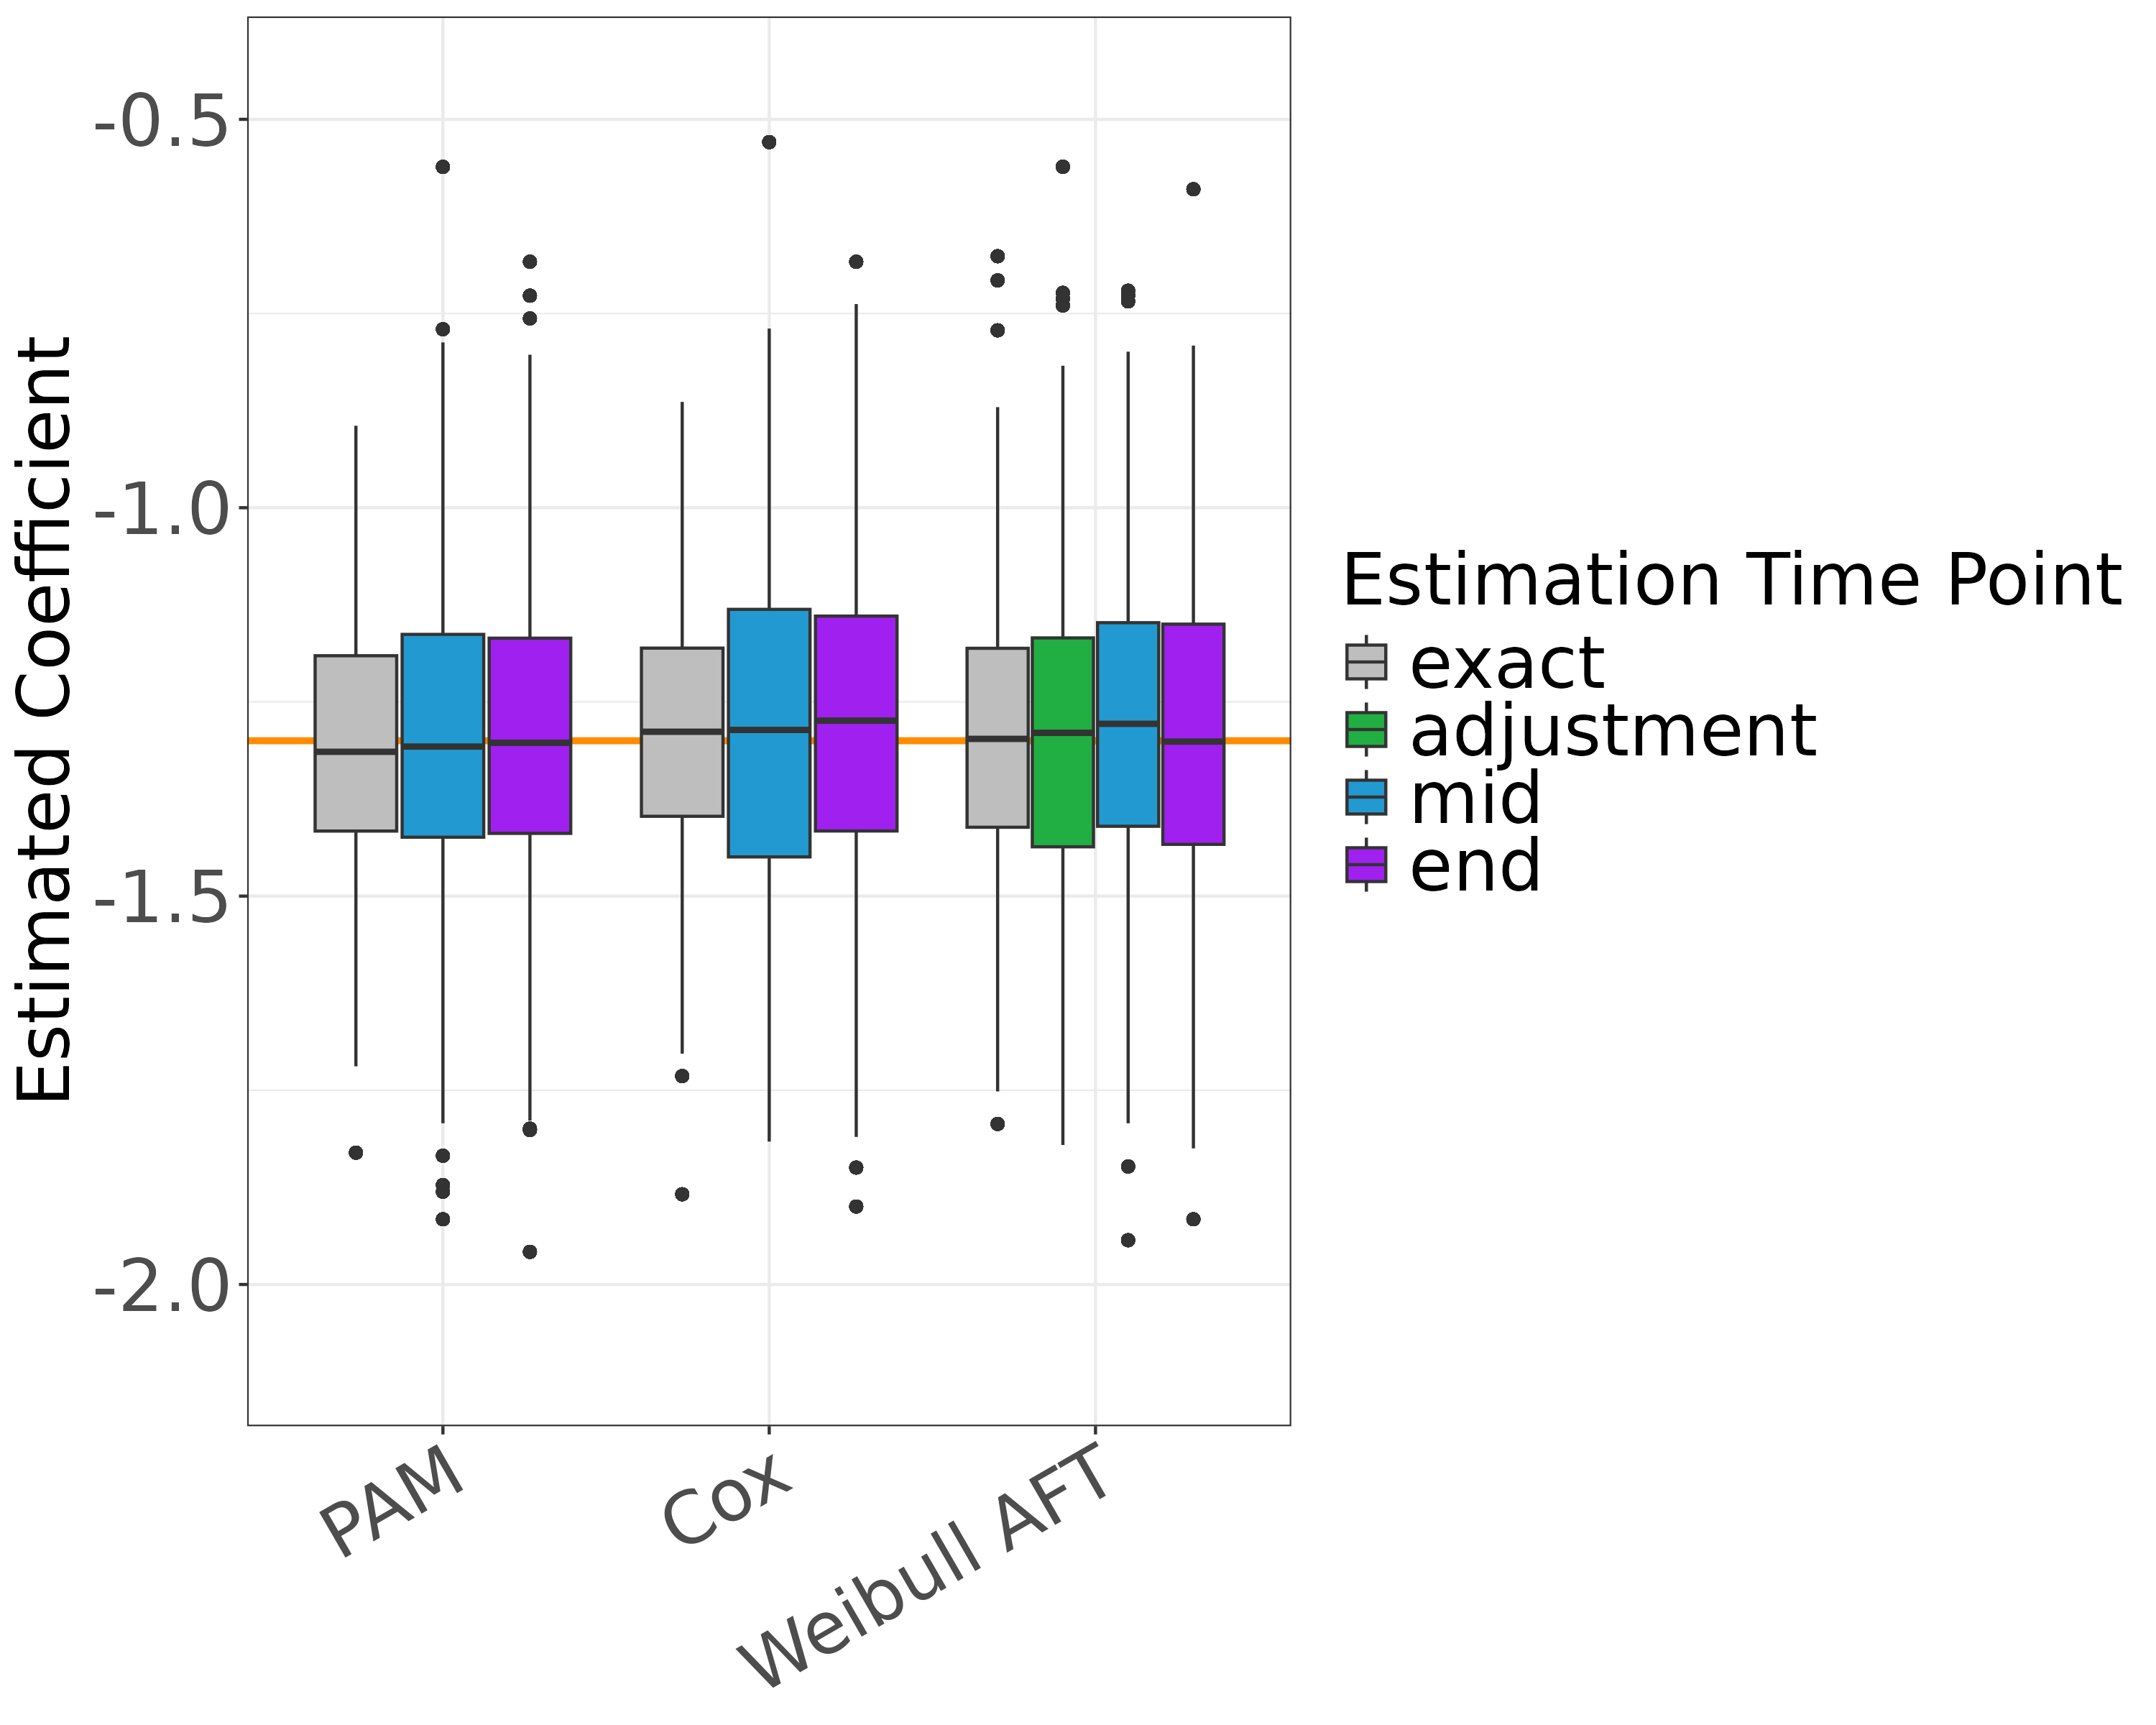 Estimated Coefficient
-0.5
-1.0
-1.5
-2.0
PAM
Cox
Weibull AFT
Estimation Time Point
exact
adjustment
mid
end